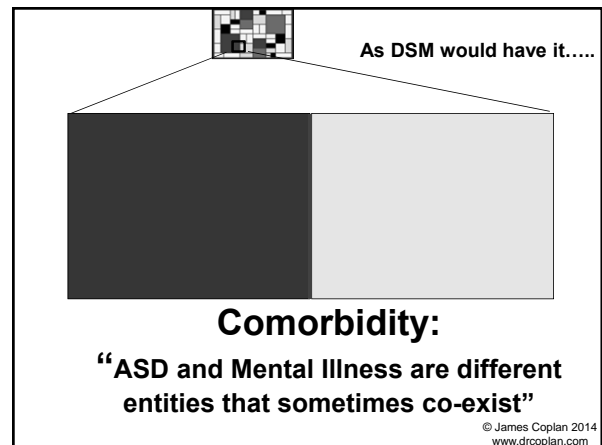 As DSM would have it.....
Comorbidity:
“ASD and Mental Illness are different
entities that sometimes co-exist”
© James Coplan 2014
www.drcoplan.com